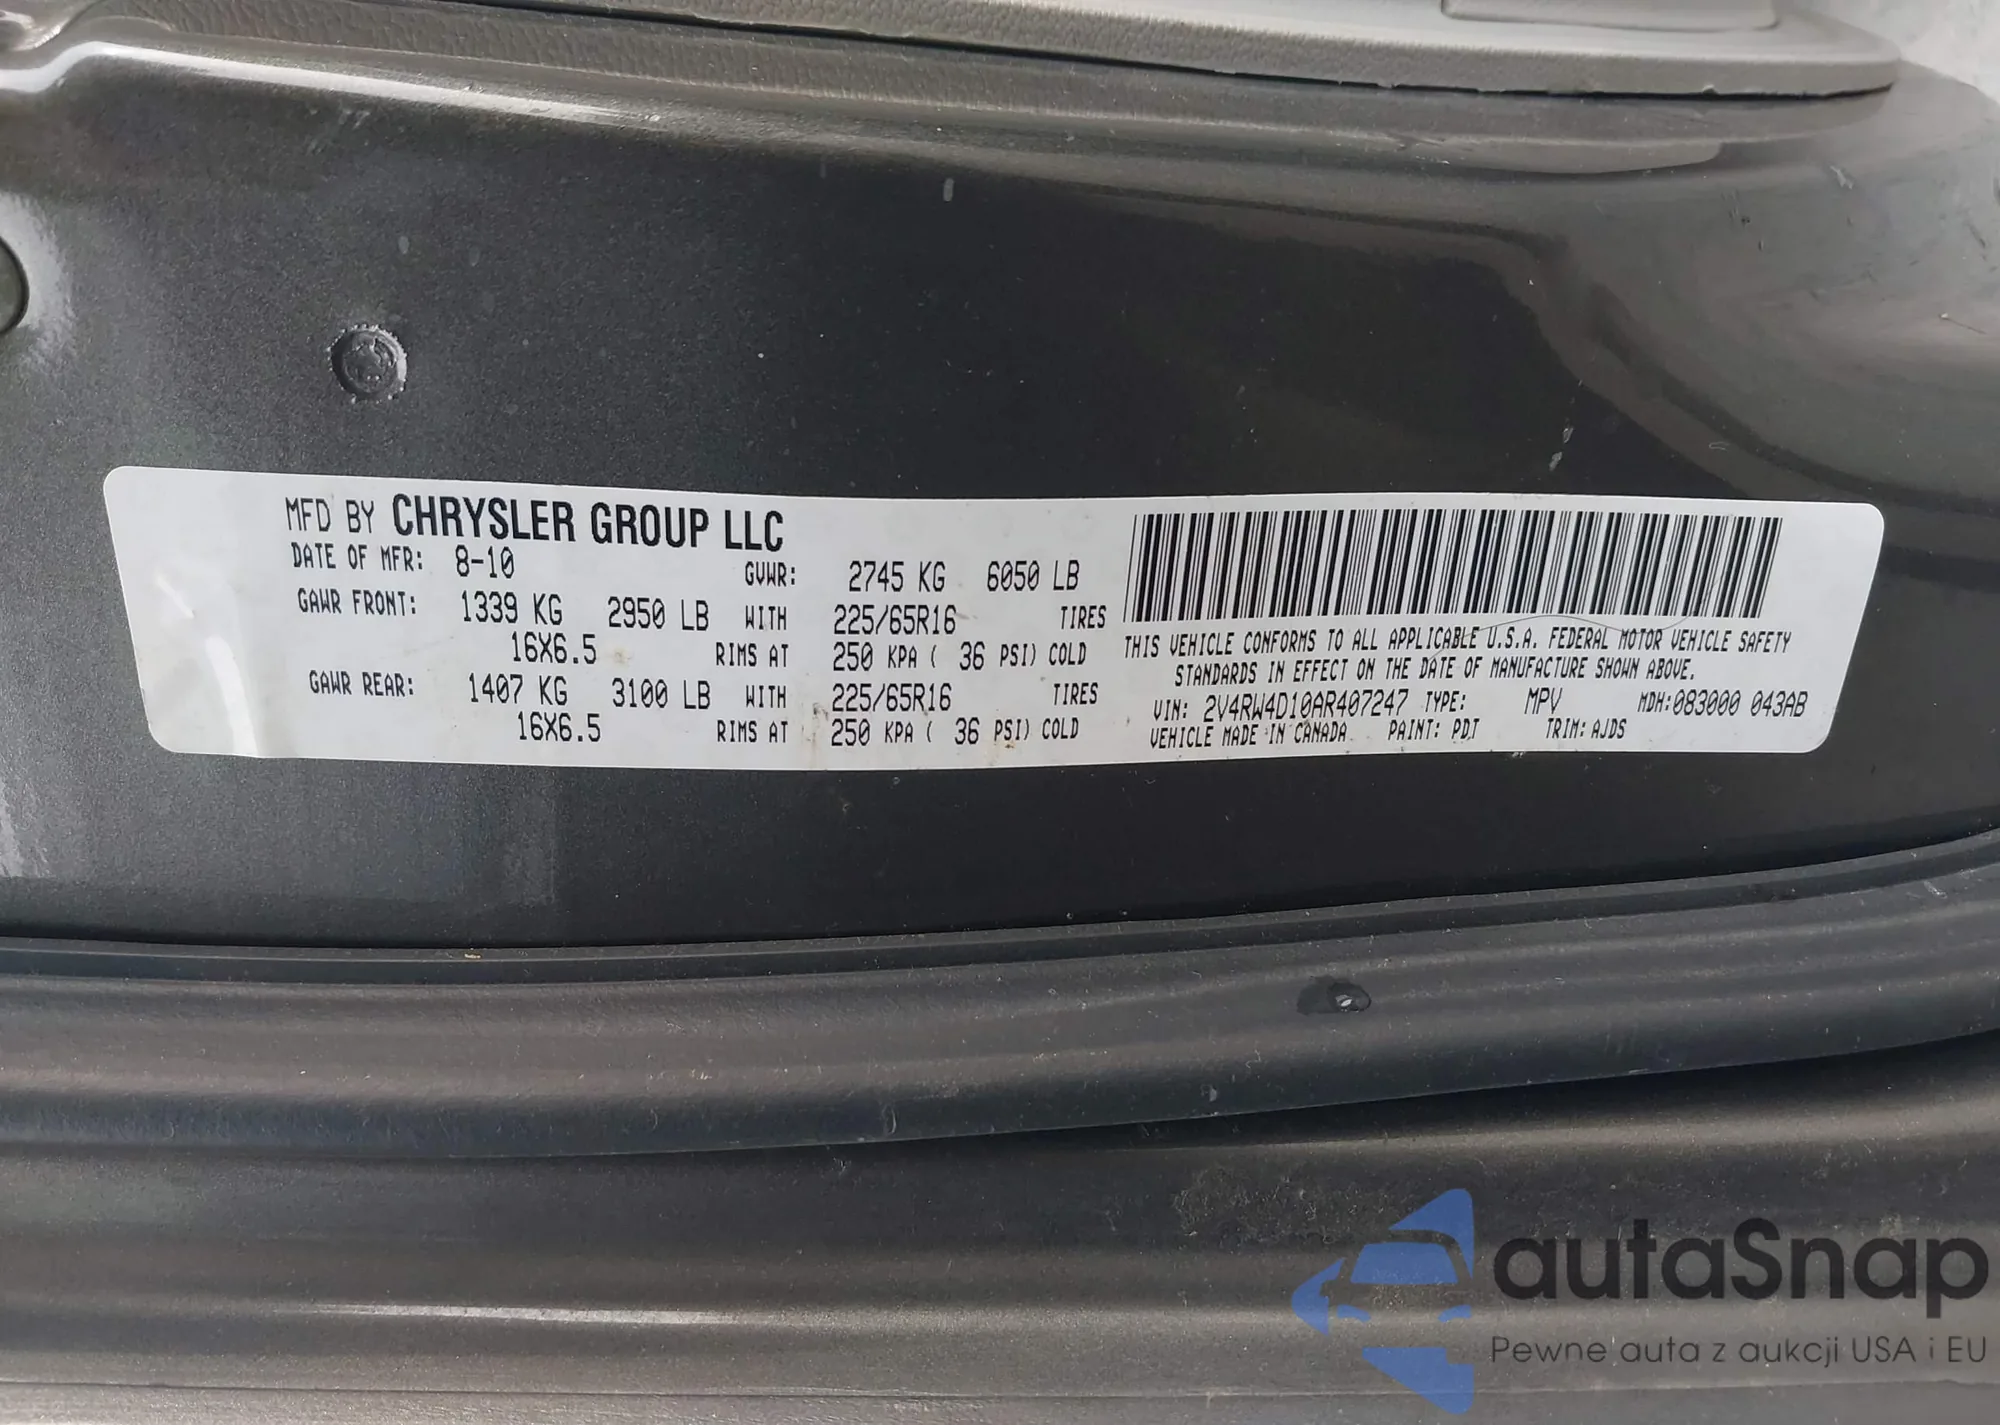 MFD BY CHRYSLER GROUP LLC
DATE OF MFR: 8-10 GVWR: 2745 KG 6050 LB
GAWR FRONT: 1339 KG 2950 LB WITH 225/65R16 TIRES
16X6.5 RIMS AT 250 KPA ( 36 PSI) COLD
GAWR REAR: 1407 KG 3100 LB WITH 225/65R16 TIRES
16X6.5 RIMS AT 250 KPA ( 36 PSI) COLD
THIS VEHICLE CONFORMS TO ALL APPLICABLE U.S.A. FEDERAL MOTOR VEHICLE SAFETY
STANDARDS IN EFFECT ON THE DATE OF MANUFACTURE SHOWN ABOVE.
VIN: 2V4RW4D10AR407247 TYPE: MPV MDH:083000 043AB
VEHICLE MADE IN CANADA PAINT: PDT TRIM: AJDS
autaSnap
Pewne auta z aukcji USA i EU